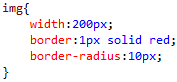 img{
width:200px;
border:1px solid red;
border-radius:10px;
}